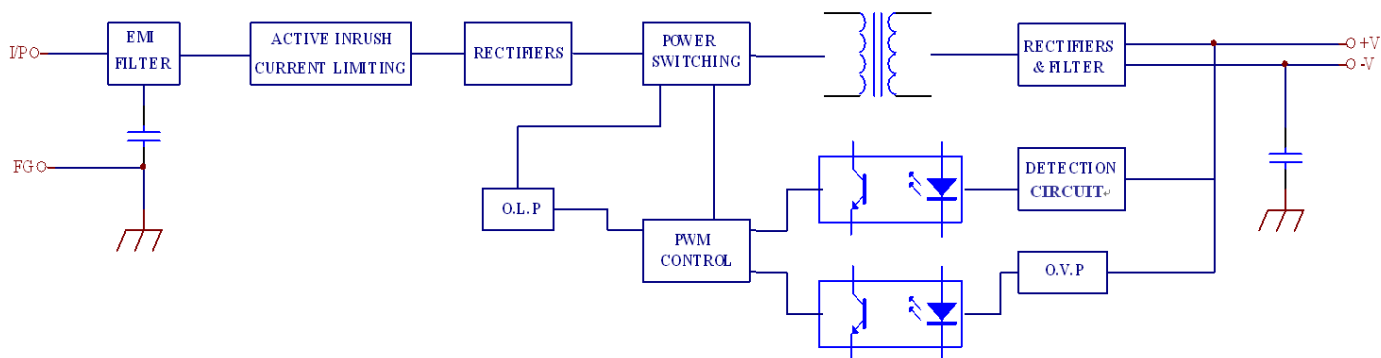 I/P
EMI
FILTER
ACTIVE INRUSH
CURRENT LIMITING
RECTIFIERS
POWER
SWITCHING
RECTIFIERS
& FILTER
+V
-V
FG
O.L.P
PWM
CONTROL
DETECTION
CIRCUIT
O.V.P